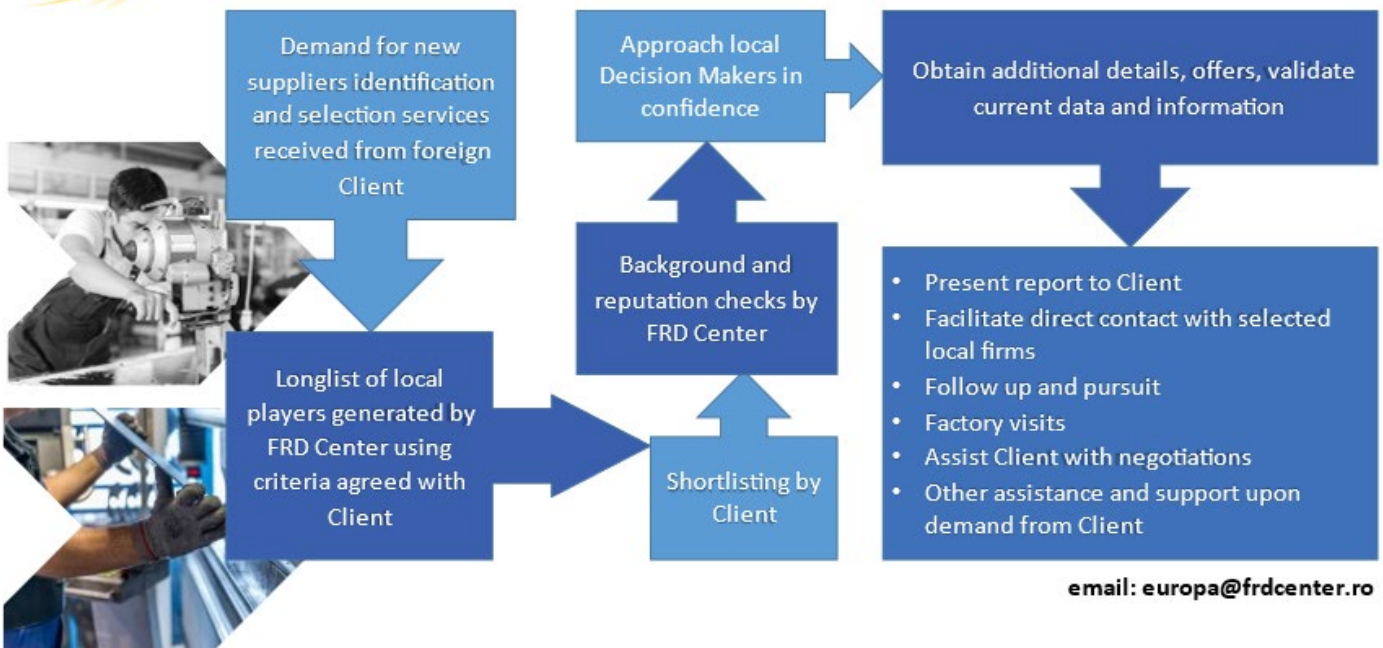 Demand for new
suppliers identification
and selection services
received from foreign
Client
Longlist of local
players generated by
FRD Center using
criteria agreed with
Client
Shortlisting by
Client
Background and
reputation checks by
FRD Center
Approach local
Decision Makers in
confidence
Obtain additional details, offers, validate
current data and information
• Present report to Client
• Facilitate direct contact with selected
local firms
• Follow up and pursuit
• Factory visits
• Assist Client with negotiations
• Other assistance and support upon
demand from Client
email: europa@frdcenter.ro